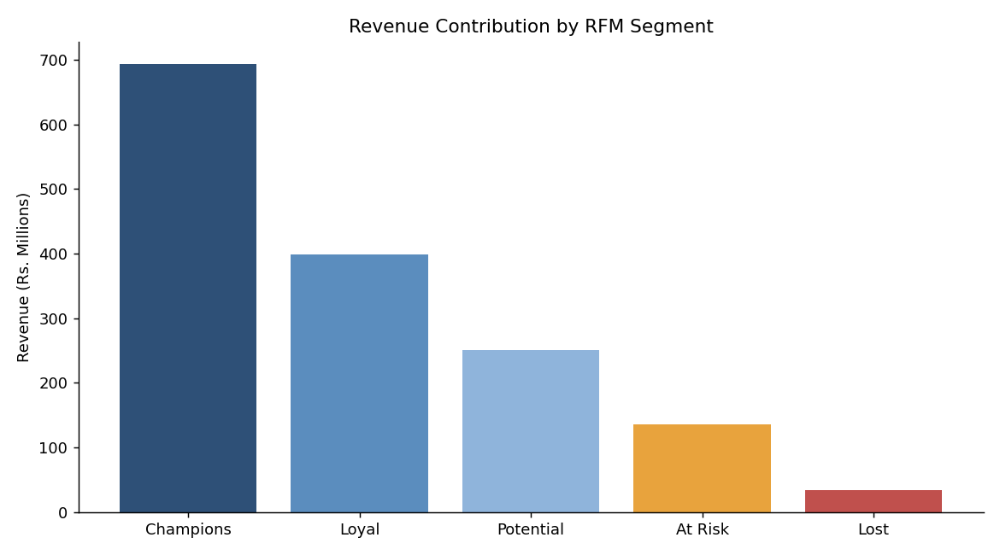 Revenue Contribution by RFM Segment
Revenue (Rs. Millions)
700
600
500
400
300
200
100
0
Champions Loyal Potential At Risk Lost